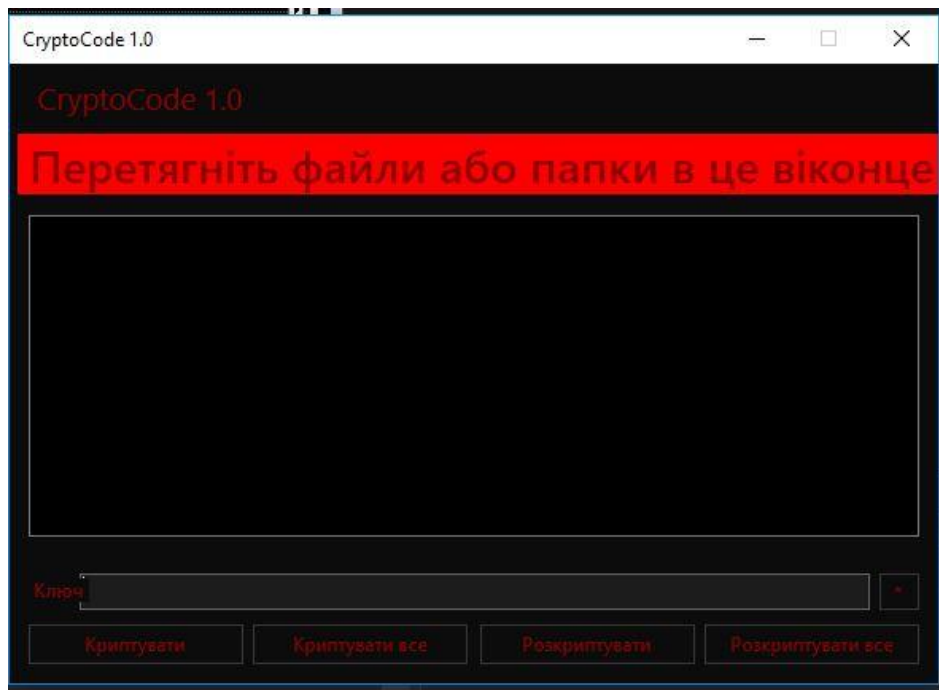 CryptoCode 1.0
CryptoCode 1.0
Перетягніть файли або папки в це віконце
Ключ *
Криптувати Криптувати все Розкриптувати Розкриптувати все